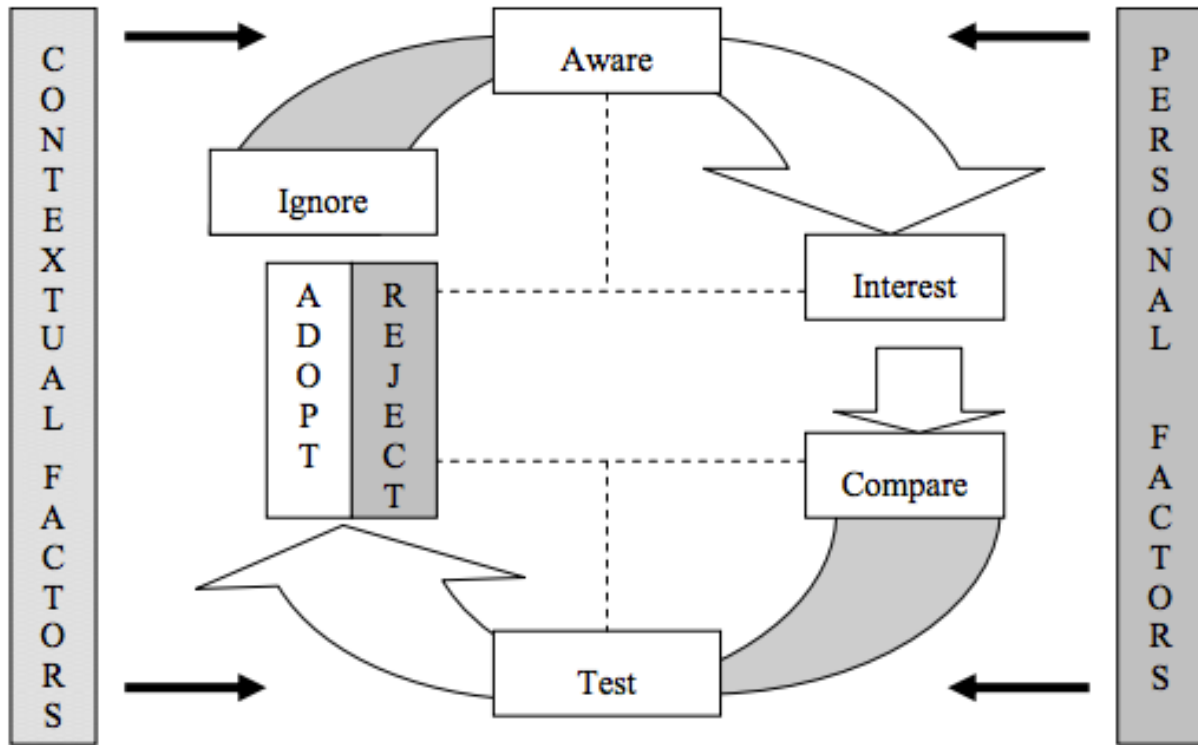 CONTEXTUAL FACTORS
Aware
Ignore
Interest
ADOPT
REJECT
Compare
Test
PERSONAL FACTORS